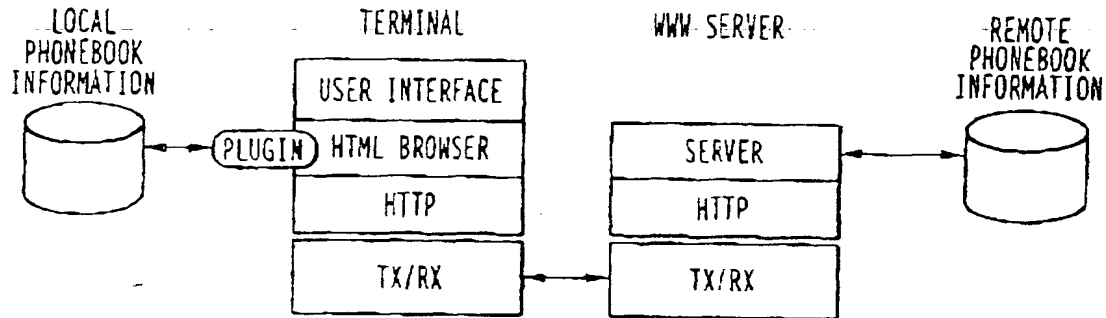 LOCAL
PHONEBOOK
INFORMATION
TERMINAL
WWW SERVER
REMOTE
PHONEBOOK
INFORMATION
USER INTERFACE
PLUGIN
HTML BROWSER
SERVER
HTTP
HTTP
TX/RX
TX/RX